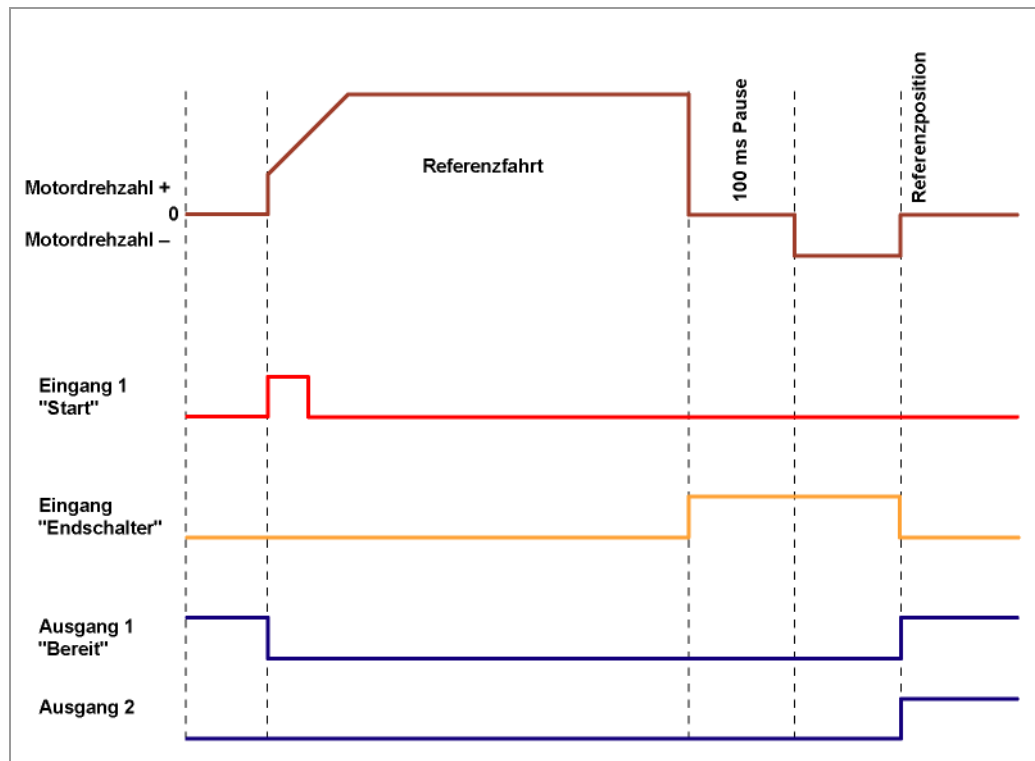 100 ms Pause
Referenzposition
Referenzfahrt
Motordrehzahl +
0
Motordrehzahl –
Eingang 1
"Start"
Eingang
"Endschalter"
Ausgang 1
"Bereit"
Ausgang 2